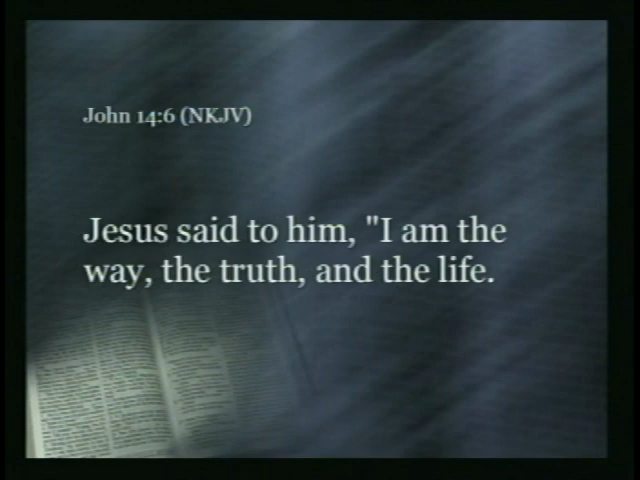 John 14:6 (NKJV)
Jesus said to him, "I am the
way, the truth, and the life.